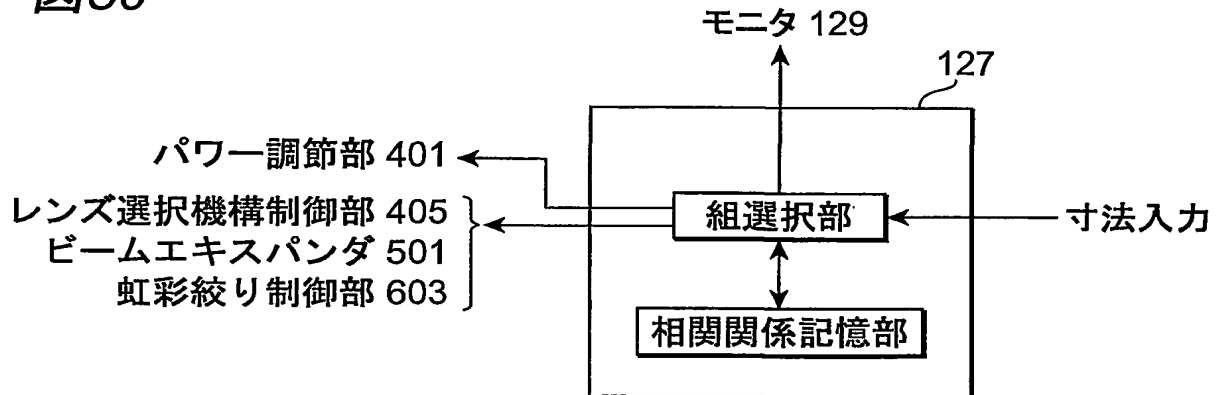 モニタ 129
127
パワー調節部 401
レンズ選択機構制御部 405
ビームエキスパンダ 501
虹彩絞り制御部 603
組選択部
寸法入力
相関関係記憶部